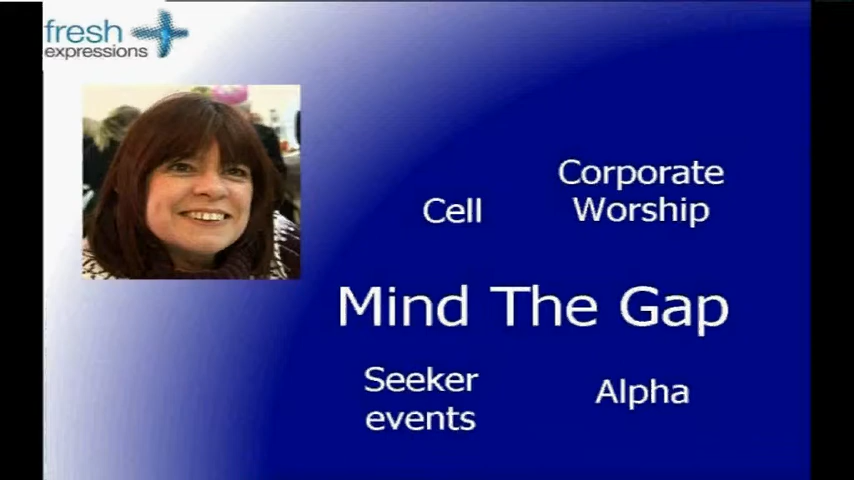 fresh
expressions
Corporate
Worship
Cell
Mind The Gap
Seeker
events
Alpha